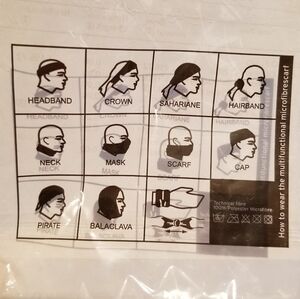 HEADBAND CROWN SAHARIANE HAIRBAND
NECK MASK SCARF CAP
PIRATE BALACLAVA
Technical fibre
100% Polyester Microfibre
How to wear the multifunctional microfibrescarf